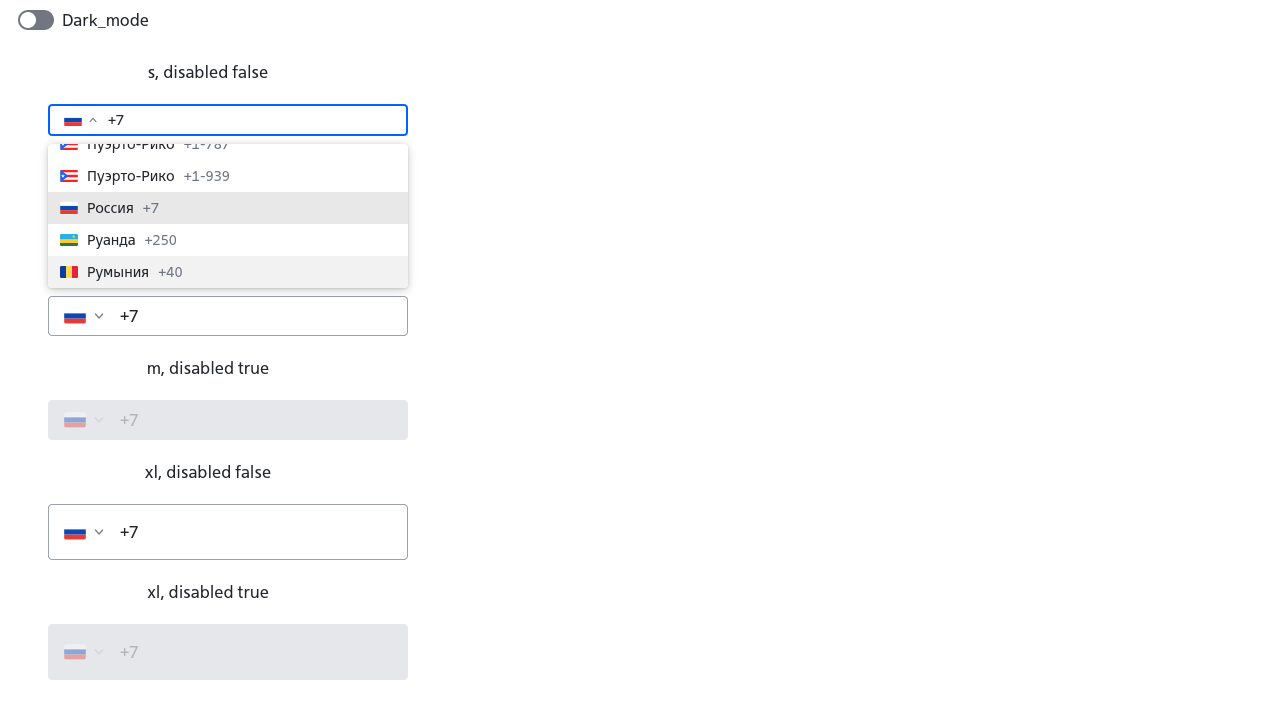 Dark_mode
s, disabled false
+7
Пуэрто-Рико +1-787
Пуэрто-Рико +1-939
Россия +7
Руанда +250
Румыния +40
+7
m, disabled true
+7
xl, disabled false
+7
xl, disabled true
+7